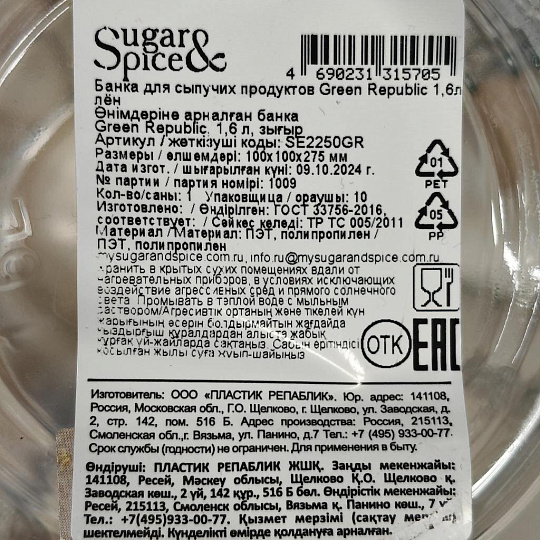 Sugar&
Spice
4 690231 315705
Банка для сыпучих продуктов Green Republic 1,6л
лён
Өнімдеріне арналған банка
Green Republic, 1,6 л, зығыр
Артикул / жеткізуші коды: SE2250GR
Размеры / өлшемдері: 100x100x275 мм
Дата изгот. / шығарылған күні: 09.10.2024 г.
№ партии / партия номірі: 1009
Кол-во/саны: 1 Упаковщица / ораушы: 10
Изготовлено: / Өндірілген: ГОСТ 33756-2016,
соответствует: / Сәйкес келеді: ТР ТС 005/2011
Материал / Материал: ПЭТ, полипропилен /
ПЭТ, полипропилен
mysugarandspice.com.ru, info.ru@mysugarandspice.com.ru
хранить в крытых сухих помещениях вдали от
нагревательных приборов, в условиях исключающих
воздействие агрессивных сред и прямого солнечного
света. Промывать в теплой воде с мыльным
раствором/Агрессивтік ортаның және тікелей күн
жарығының әсерін болдырмайтын жағдайда
қыздырғыш құралдардан алыста жабық
құрғақ үй-жайларда сақтаңыз. Сабын ерітіндісі
қосылған жылы суға жуып-шайыңыз
01
PET
05
PP
ОТК
EAC
Изготовитель: ООО «ПЛАСТИК РЕПАБЛИК». Юр. адрес: 141108,
Россия, Московская обл., Г.О. Щелково, г. Щелково, ул. Заводская, д.
2, стр. 142, пом. 516 Б. Адрес производства: Россия, 215113,
Смоленская обл.,г. Вязьма, ул. Панино, д.7 Тел.: +7 (495) 933-00-77.
Срок службы (годности) не ограничен. Для применения в быту.
Өндіруші: ПЛАСТИК РЕПАБЛИК ЖШҚ. Заңды мекенжайы:
141108, Ресей, Мәскеу облысы, Щелково Қ.О. Щелково қ.
Заводская көш., 2 үй, 142 құр., 516 Б бөл. Өндірістік мекенжайы:
Ресей, 215113, Смоленск облысы, Вязьма қ. Панино көш., 7 ү
Тел.: +7(495)933-00-77. Қызмет мерзімі (сақтау
шектелмейді. Күнделікті өмірде қолдануға арналған.